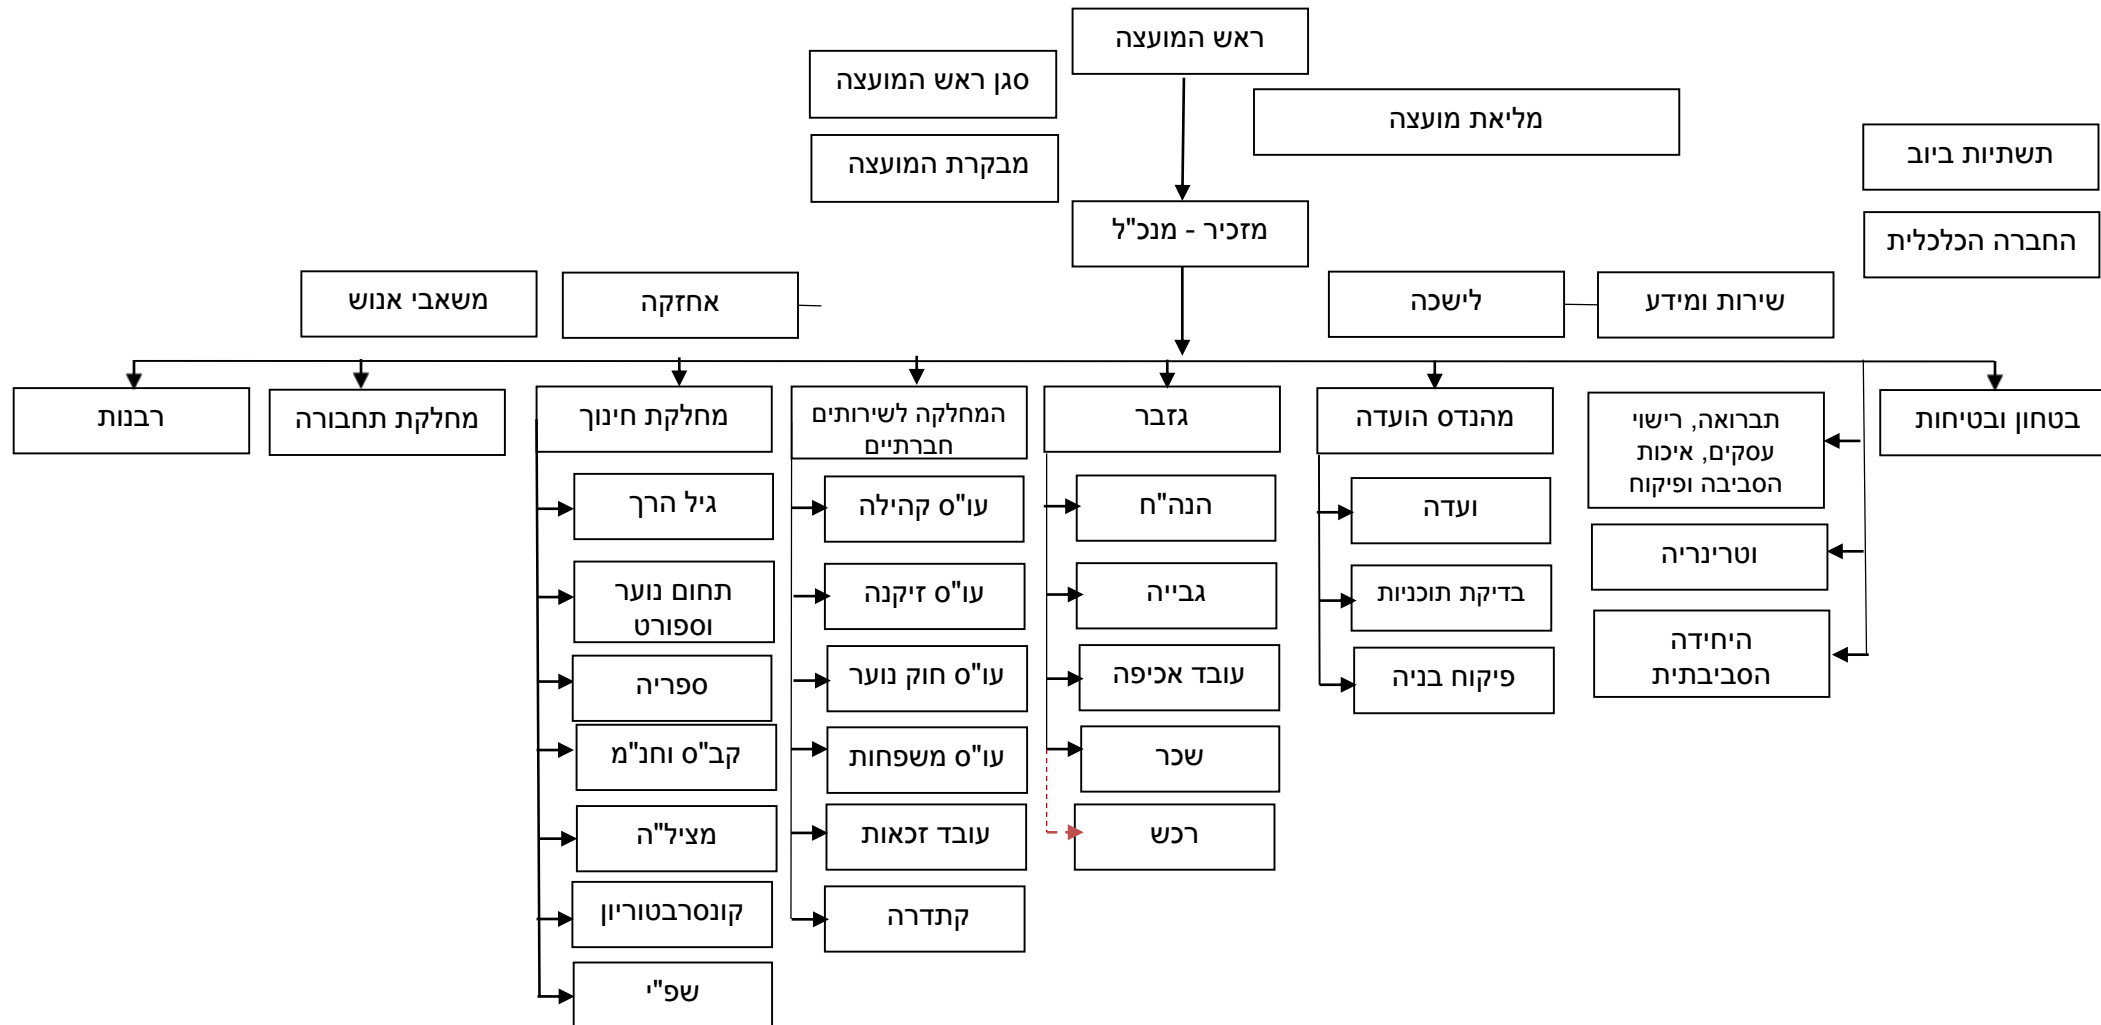 ראש המועצה
סגן ראש המועצה
מליאת מועצה
מבקרת המועצה
תשתיות ביוב
מזכיר - מנכ"ל
החברה הכלכלית
שירות ומידע
לישכה
אחזקה
משאבי אנוש
בטחון ובטיחות
תברואה, רישוי
עסקים, איכות
הסביבה ופיקוח
וטרינריה
היחידה
הסביבתית
מהנדס הועדה
ועדה
בדיקת תוכניות
פיקוח בניה
גזבר
הנה"ח
גבייה
עובד אכיפה
שכר
רכש
המחלקה לשירותים
חברתיים
עו"ס קהילה
עו"ס זיקנה
עו"ס חוק נוער
עו"ס משפחות
עובד זכאות
קתדרה
מחלקת חינוך
גיל הרך
תחום נוער
וספורט
ספריה
קב"ס וחנ"מ
מציל"ה
קונסרבטוריון
שפ"י
מחלקת תחבורה
רבנות